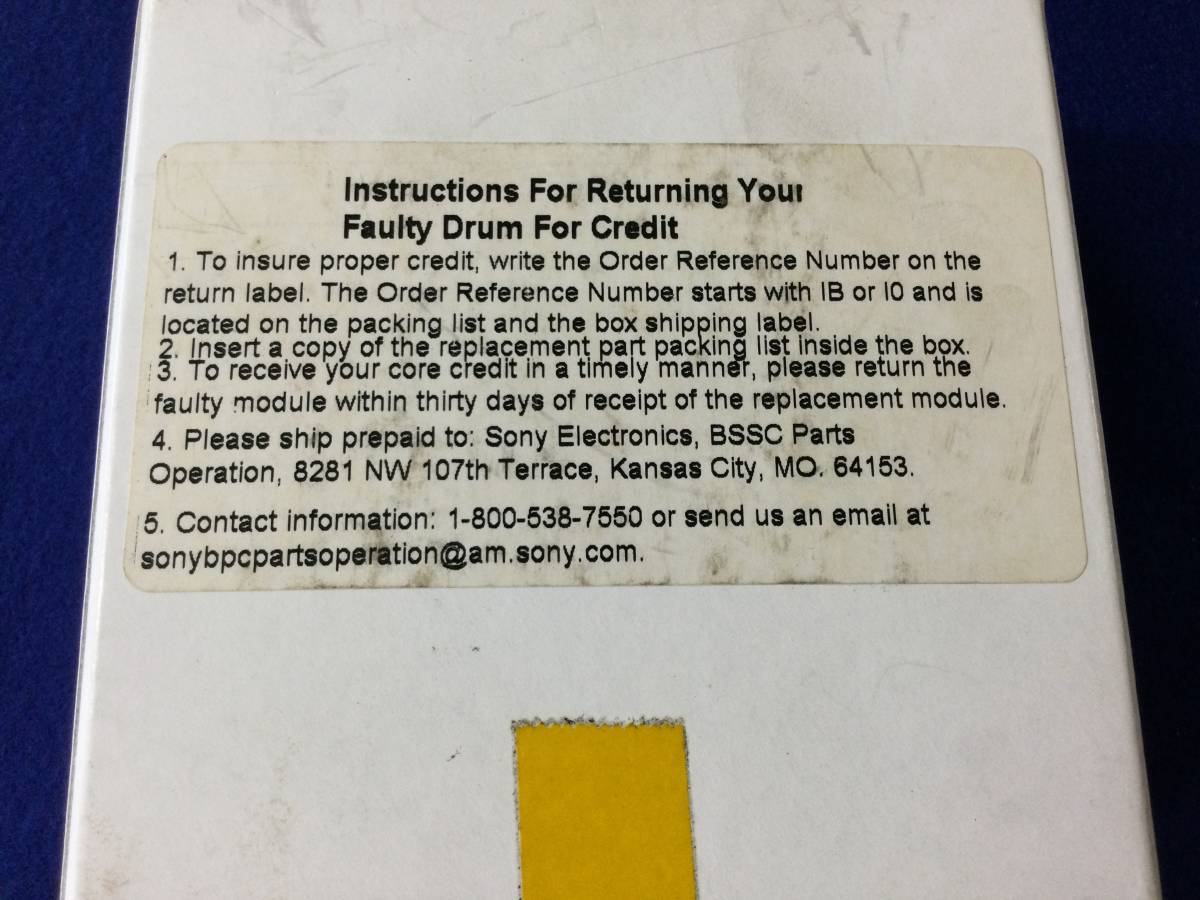 Instructions For Returning Your
Faulty Drum For Credit
1. To insure proper credit, write the Order Reference Number on the
return label. The Order Reference Number starts with IB or I0 and is
located on the packing list and the box shipping label.
2. Insert a copy of the replacement part packing list inside the box.
3. To receive your core credit in a timely manner, please return the
faulty module within thirty days of receipt of the replacement module.
4. Please ship prepaid to: Sony Electronics, BSSC Parts
Operation, 8281 NW 107th Terrace, Kansas City, MO. 64153.
5. Contact information: 1-800-538-7550 or send us an email at
sonybpcpartsoperation@am.sony.com.